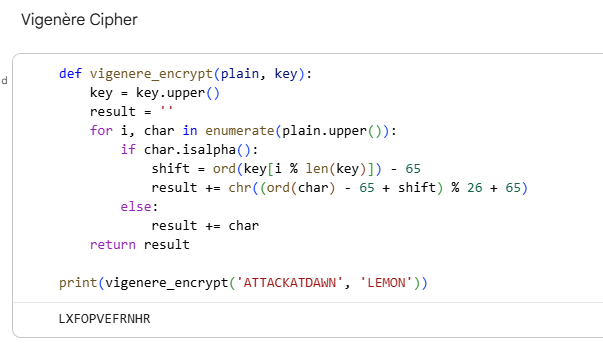 Vigenère Cipher
d
def vigenere_encrypt(plain, key):
    key = key.upper()
    result = ''
    for i, char in enumerate(plain.upper()):
        if char.isalpha():
            shift = ord(key[i % len(key)]) - 65
            result += chr((ord(char) - 65 + shift) % 26 + 65)
        else:
            result += char
    return result

print(vigenere_encrypt('ATTACKATDAWN', 'LEMON'))
LXFOPVEFRNHR